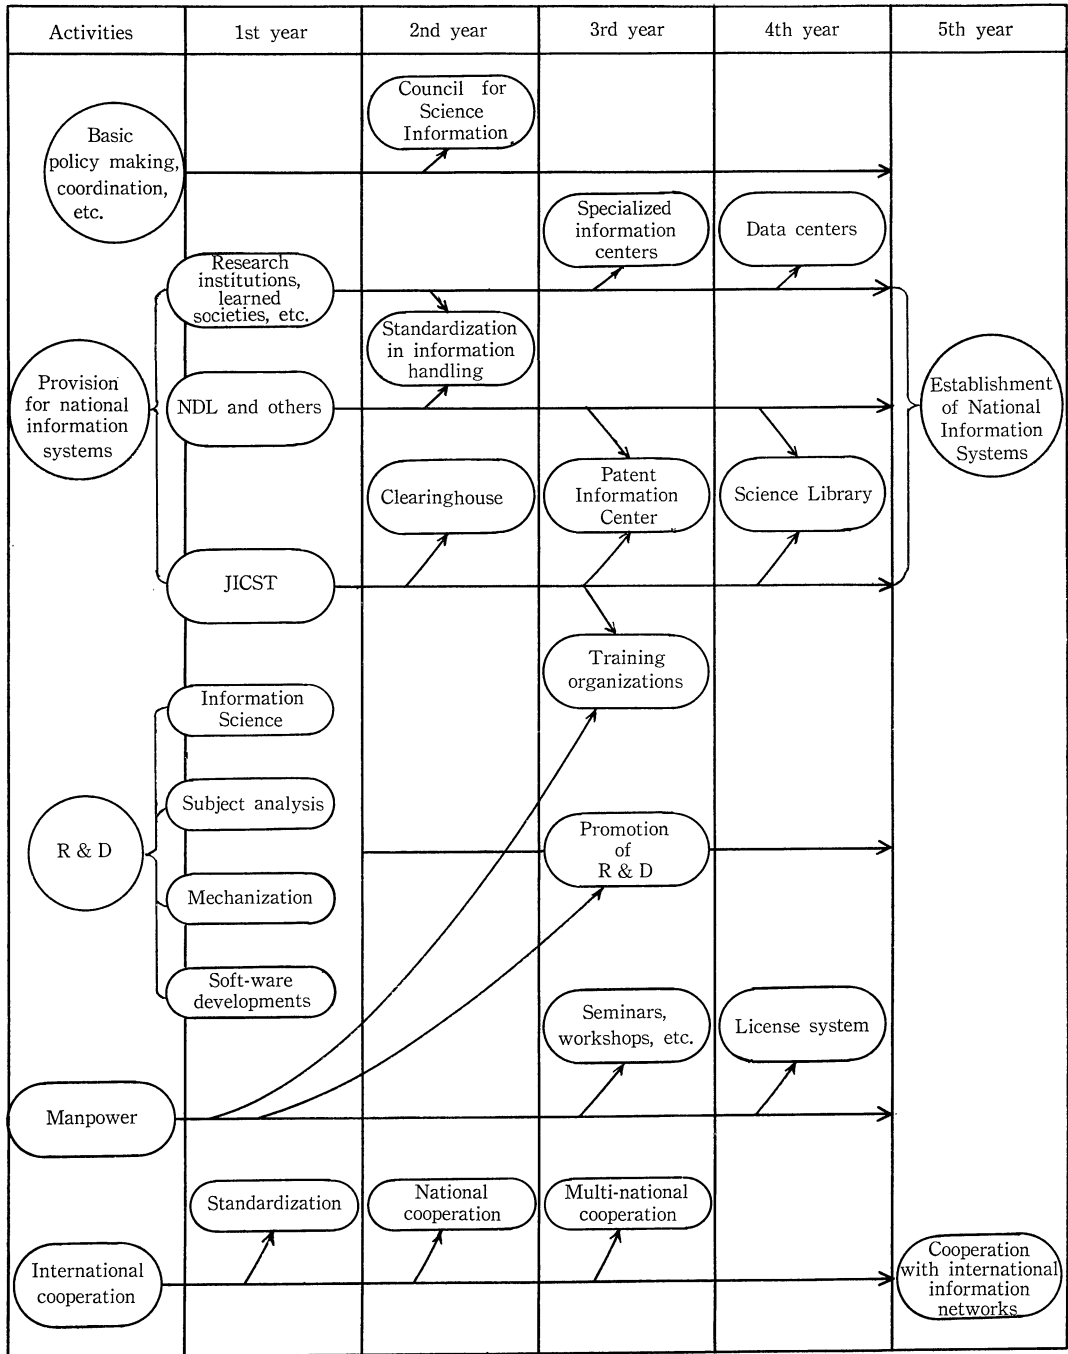 Activities
1st year
2nd year
3rd year
4th year
5th year
Council for
Science
Information
Basic
policy making,
coordination,
etc.
Specialized
information
centers
Data centers
Research
institutions,
learned
societies, etc.
Standardization
in information
handling
Provision
for national
information
systems
NDL and others
Establishment
of National
Information
Systems
Clearinghouse
Patent
Information
Center
Science Library
JICST
Training
organizations
Information
Science
Subject analysis
R & D
Promotion
of
R & D
Mechanization
Soft-ware
developments
Seminars,
workshops, etc.
License system
Manpower
Standardization
National
cooperation
Multi-national
cooperation
International
cooperation
Cooperation
with international
information
networks